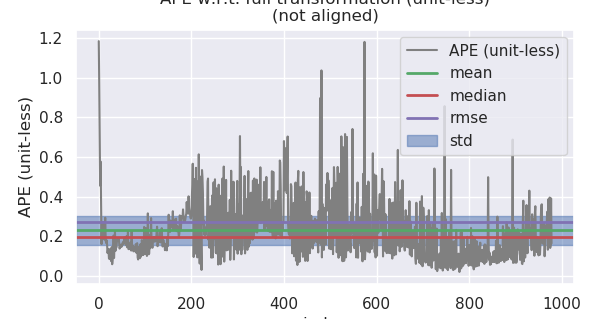 APE w.r.t. full transformation (unit-less)
(not aligned)
APE (unit-less)
1.2
1.0
0.8
0.6
0.4
0.2
0.0
APE (unit-less)
mean
median
rmse
std
0
200
400
600
800
1000